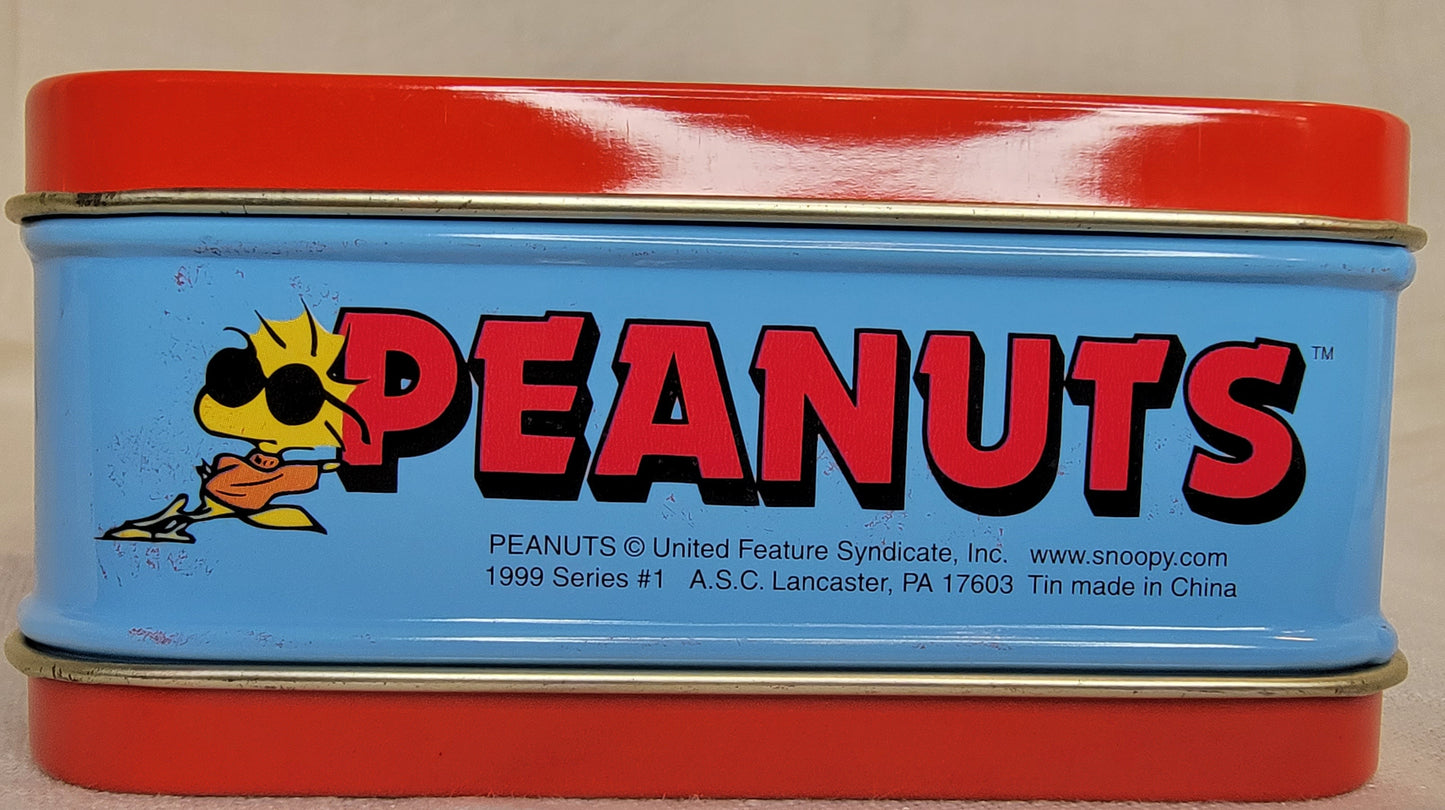 PEANUTS™
PEANUTS © United Feature Syndicate, Inc. www.snoopy.com
1999 Series #1 A.S.C. Lancaster, PA 17603 Tin made in China